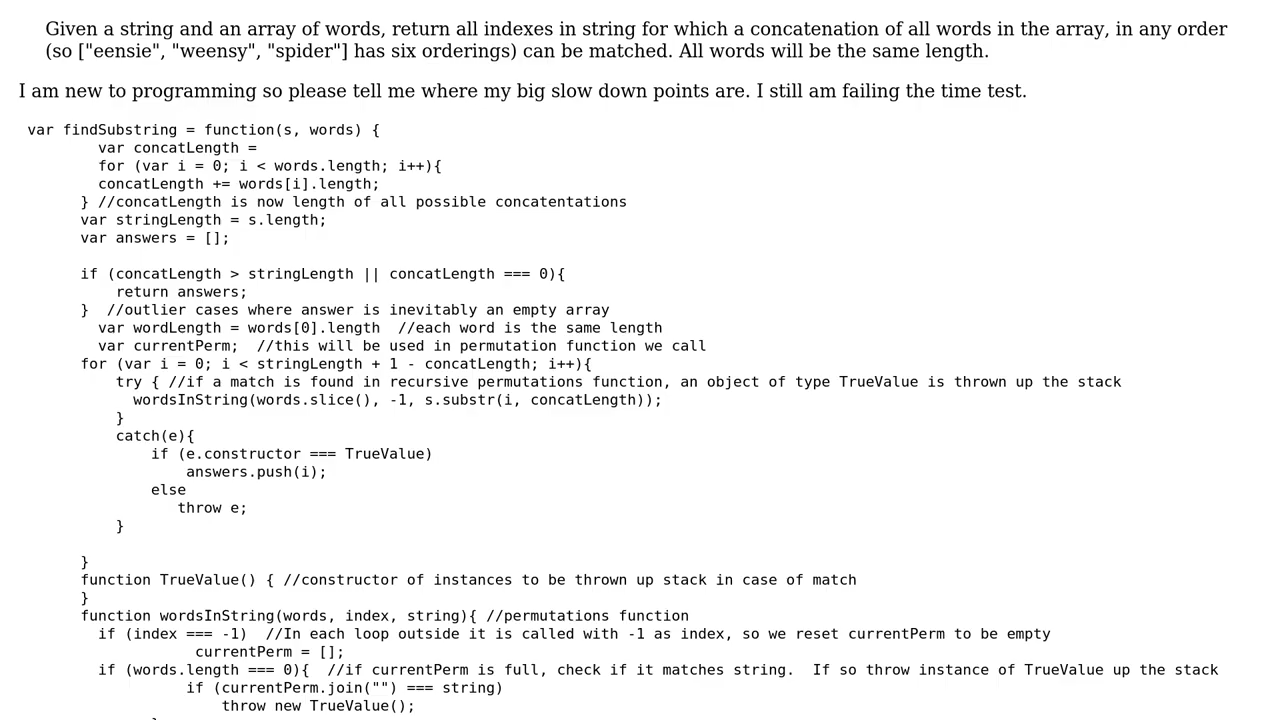 Given a string and an array of words, return all indexes in string for which a concatenation of all words in the array, in any order
(so ["eensie", "weensy", "spider"] has six orderings) can be matched. All words will be the same length.
I am new to programming so please tell me where my big slow down points are. I still am failing the time test.
var findSubstring = function(s, words) {
var concatLength =
for (var i = 0; i < words.length; i++){
concatLength += words[i].length;
} //concatLength is now length of all possible concatentations
var stringLength = s.length;
var answers = [];
if (concatLength > stringLength || concatLength === 0){
return answers;
}  //outlier cases where answer is inevitably an empty array
var wordLength = words[0].length  //each word is the same length
var currentPerm;  //this will be used in permutation function we call
for (var i = 0; i < stringLength + 1 - concatLength; i++){
try { //if a match is found in recursive permutations function, an object of type TrueValue is thrown up the stack
wordsInString(words.slice(), -1, s.substr(i, concatLength));
}
catch(e){
if (e.constructor === TrueValue)
answers.push(i);
else
throw e;
}
}
function TrueValue() { //constructor of instances to be thrown up stack in case of match
}
function wordsInString(words, index, string){ //permutations function
if (index === -1)  //In each loop outside it is called with -1 as index, so we reset currentPerm to be empty
currentPerm = [];
if (words.length === 0){  //if currentPerm is full, check if it matches string.  If so throw instance of TrueValue up the stack
if (currentPerm.join("") === string)
throw new TrueValue();